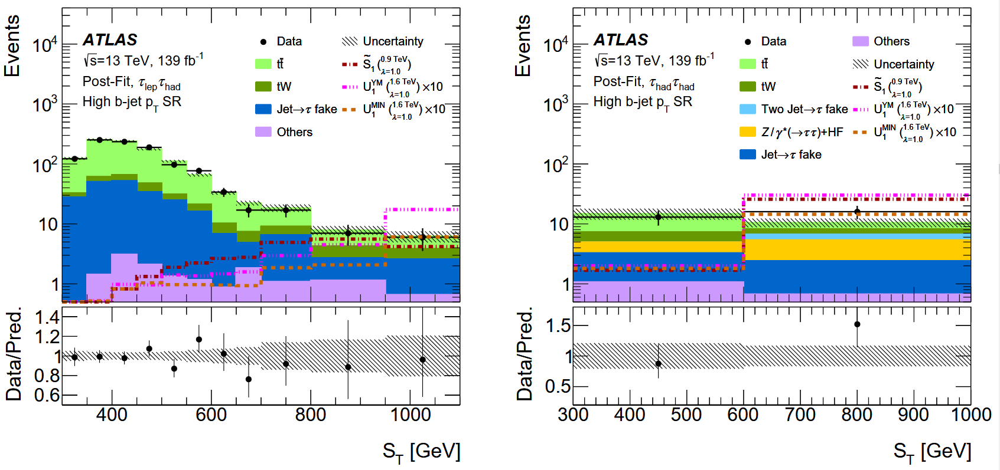 Events
10⁴
10³
10²
10
1
ATLAS
√s=13 TeV, 139 fb⁻¹
Post-Fit, τlepτhad
High b-jet pT SR
Data
tt̄
tW
Jet→τ fake
Others
Uncertainty
S̃₁ (0.9 TeV λ=1.0)
U₁YM (1.6 TeV λ=1.0) ×10
U₁MIN (1.6 TeV λ=1.0) ×10
Data/Pred.
1.4
1.2
1
0.8
0.6
400 600 800 1000
ST [GeV]
Events
10⁴
10³
10²
10
1
ATLAS
√s=13 TeV, 139 fb⁻¹
Post-Fit, τhadτhad
High b-jet pT SR
Data
tt̄
tW
Two Jet→τ fake
Z/γ*(→ττ)+HF
Jet→τ fake
Others
Uncertainty
S̃₁ (0.9 TeV λ=1.0)
U₁YM (1.6 TeV λ=1.0) ×10
U₁MIN (1.6 TeV λ=1.0) ×10
Data/Pred.
1.5
1
0.5
300 400 500 600 700 800 900 1000
ST [GeV]